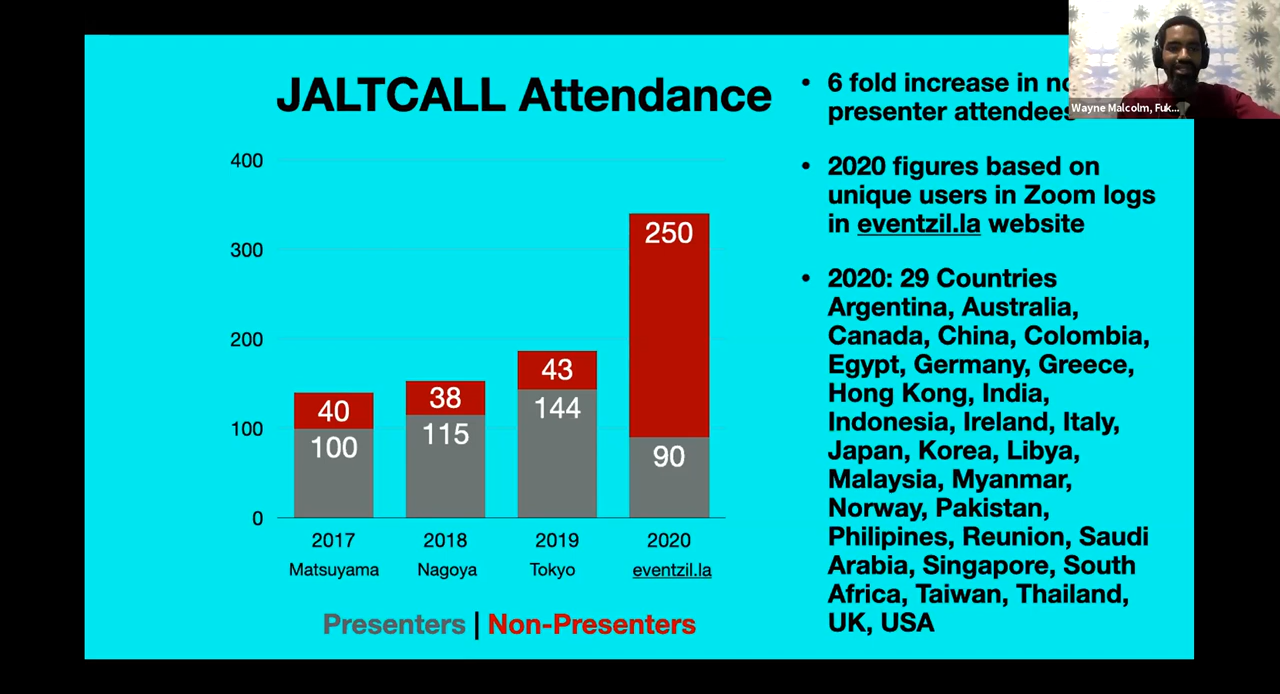 JALTCALL Attendance
400
300
200
100
0
40
100
38
115
43
144
250
90
2017
2018
2019
2020
Matsuyama
Nagoya
Tokyo
eventzil.la
Presenters | Non-Presenters
• 6 fold increase in
presenter attendees
• 2020 figures based on
unique users in Zoom logs
in eventzil.la website
• 2020: 29 Countries
Argentina, Australia,
Canada, China, Colombia,
Egypt, Germany, Greece,
Hong Kong, India,
Indonesia, Ireland, Italy,
Japan, Korea, Libya,
Malaysia, Myanmar,
Norway, Pakistan,
Philipines, Reunion, Saudi
Arabia, Singapore, South
Africa, Taiwan, Thailand,
UK, USA
Wayne Malcolm, Fuk...